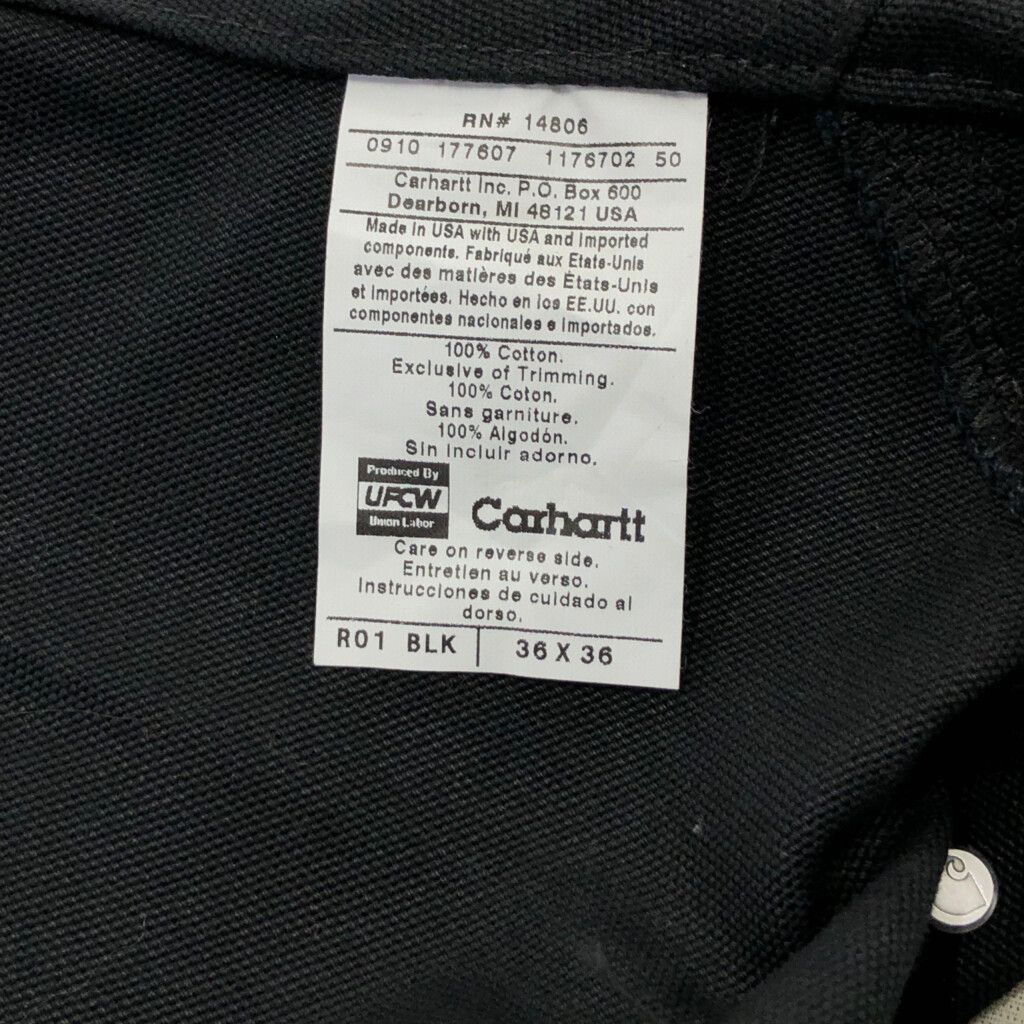 RN# 14806
0910 177607 1176702 50
Carhartt Inc. P.O. Box 600
Dearborn, MI 48121 USA
Made in USA with USA and Imported
components. Fabriqué aux Etats-Unis
avec des matières des États-Unis
et Importées. Hecho en los EE.UU. con
componentes nacionales e Importados.
100% Cotton.
Exclusive of Trimming.
100% Coton.
Sans garniture.
100% Algodón.
Sin incluir adorno.
Produced By
UFCW
Union Labor
Carhartt
Care on reverse side.
Entretien au verso.
Instrucciones de cuidado al
dorso.
R01 BLK 36 X 36